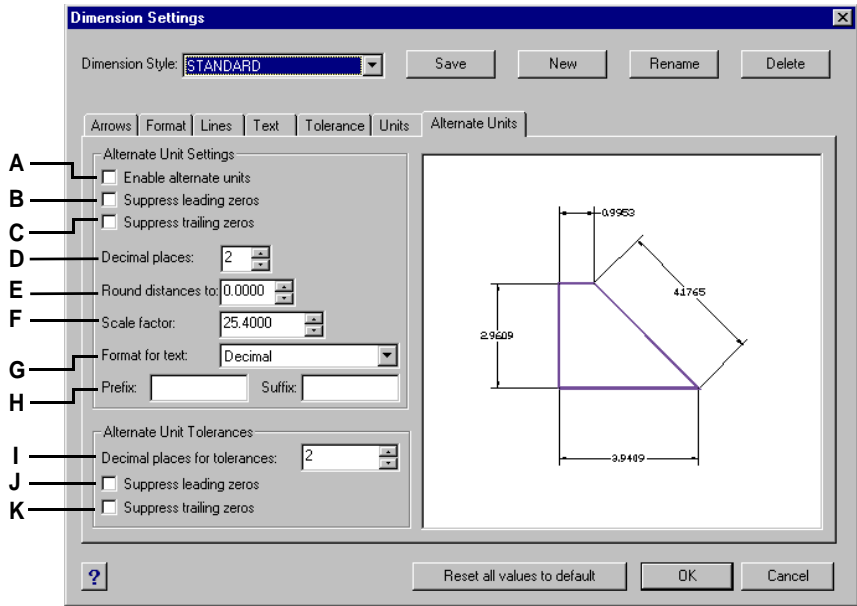 Dimension Settings
Dimension Style: STANDARD Save New Rename Delete
Arrows Format Lines Text Tolerance Units Alternate Units
Alternate Unit Settings
A Enable alternate units
B Suppress leading zeros
C Suppress trailing zeros
D Decimal places: 2
E Round distances to: 0.0000
F Scale factor: 25.4000
G Format for text: Decimal
H Prefix: Suffix:
Alternate Unit Tolerances
I Decimal places for tolerances: 2
J Suppress leading zeros
K Suppress trailing zeros
0.9953
4.1765
2.9609
3.9489
? Reset all values to default OK Cancel